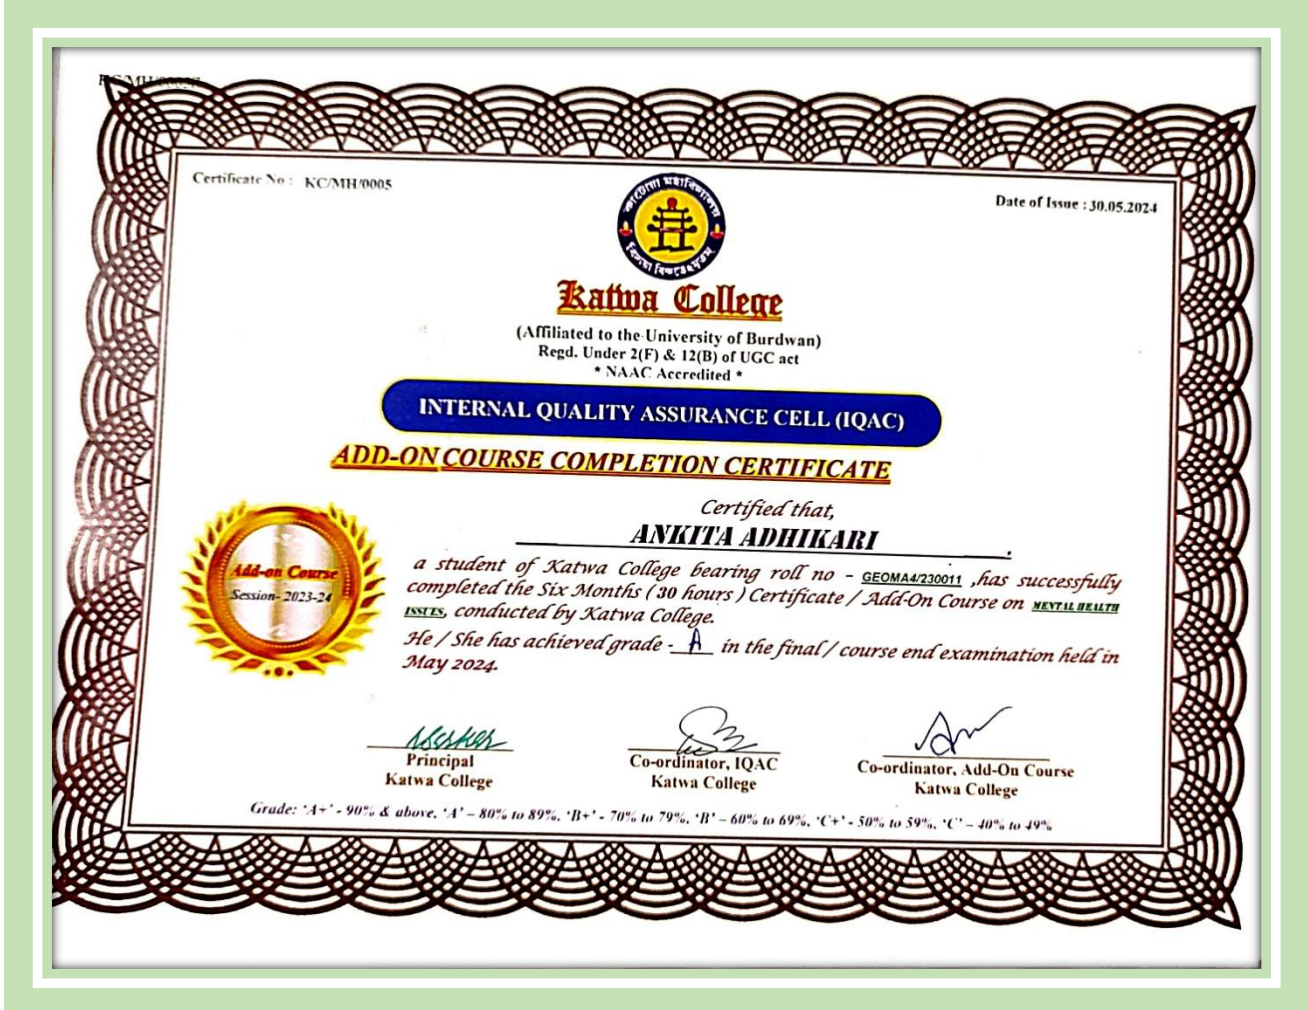 Certificate No : KC/MH/0005
Date of Issue : 30.05.2024
কাটোয়া মহাবিদ্যালয়
Katwa College
(Affiliated to the University of Burdwan)
Regd. Under 2(F) & 12(B) of UGC act
* NAAC Accredited *
INTERNAL QUALITY ASSURANCE CELL (IQAC)
ADD-ON COURSE COMPLETION CERTIFICATE
Certified that,
ANKITA ADHIKARI.
Add-on Course
Session- 2023-24
a student of Katwa College bearing roll no - GEOMA4/230011 ,has successfully
completed the Six Months ( 30 hours ) Certificate / Add-On Course on MENTAL HEALTH
ISSUES, conducted by Katwa College.
He / She has achieved grade - A in the final / course end examination held in
May 2024.
Principal
Katwa College
Co-ordinator, IQAC
Katwa College
Co-ordinator, Add-On Course
Katwa College
Grade: 'A+' - 90% & above, 'A' – 80% to 89%, 'B+' - 70% to 79%, 'B' – 60% to 69%, 'C+' - 50% to 59%, 'C' – 40% to 49%